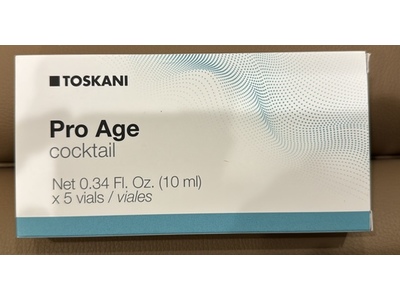 TOSKANI
Pro Age
cocktail
Net 0.34 Fl. Oz. (10 ml)
x 5 vials / viales